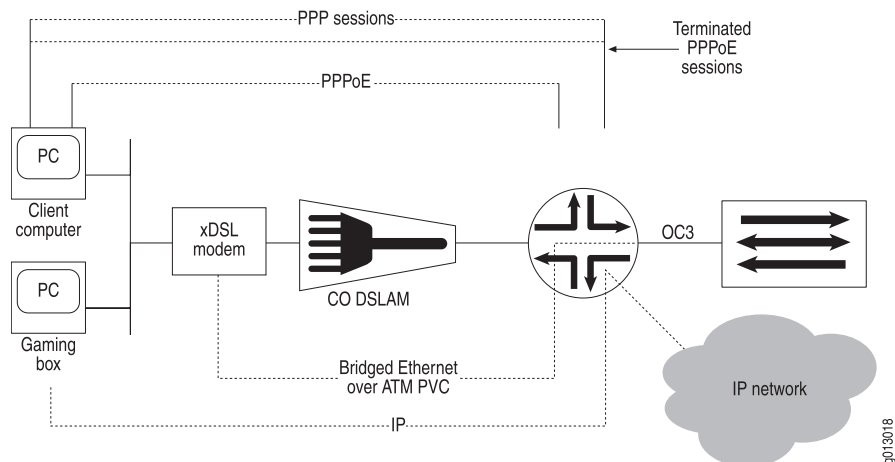 PPP sessions
Terminated
PPPoE
sessions
PPPoE
PC
Client
computer
xDSL
modem
CO DSLAM
OC3
PC
Gaming
box
Bridged Ethernet
over ATM PVC
IP network
IP
g013018